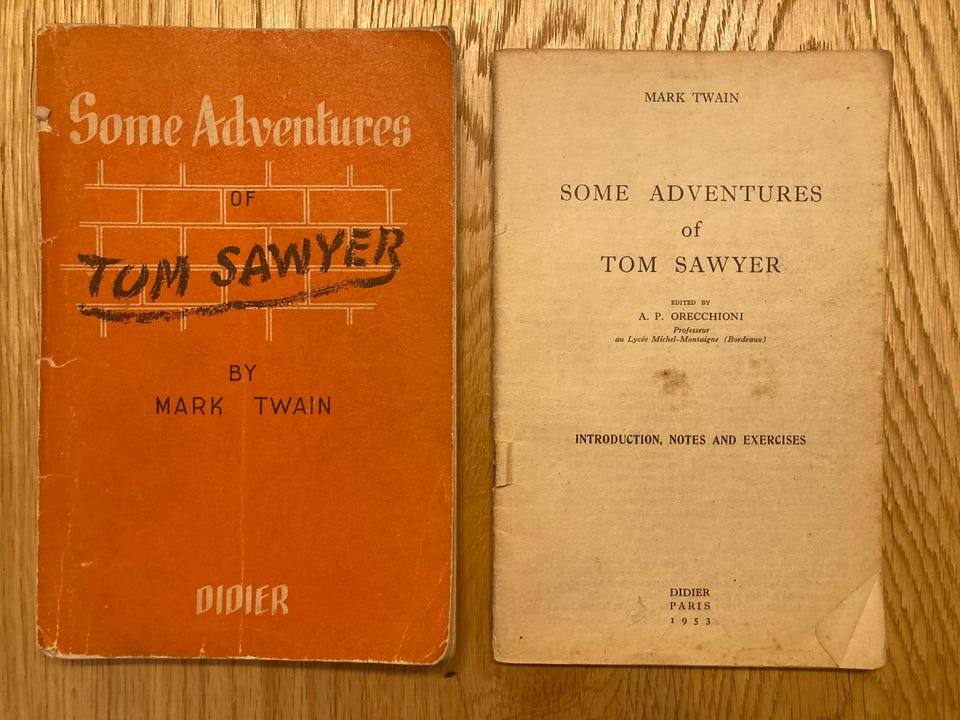 Some Adventures
OF
TOM SAWYER
BY
MARK TWAIN
DIDIER
MARK TWAIN
SOME ADVENTURES
of
TOM SAWYER
EDITED BY
A. P. ORECCHIONI
Professeur
au Lycée Michel-Montaigne (Bordeaux)
INTRODUCTION, NOTES AND EXERCISES
DIDIER
PARIS
1953